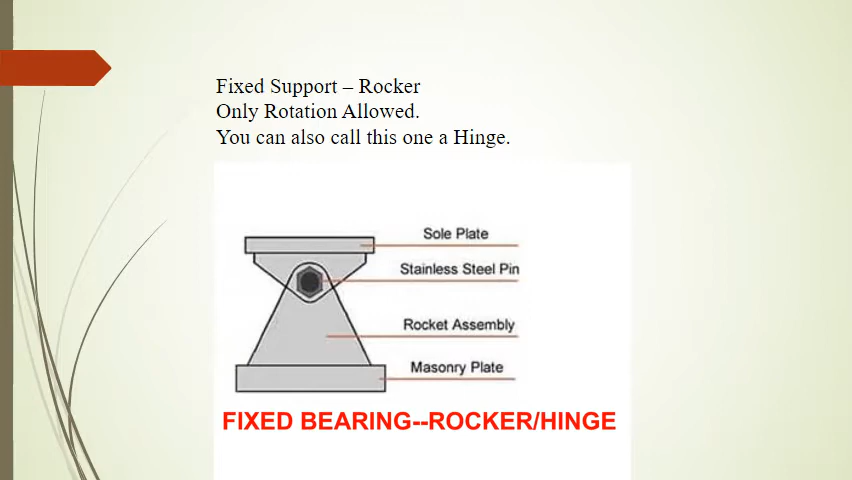 Fixed Support – Rocker
Only Rotation Allowed.
You can also call this one a Hinge.
Sole Plate
Stainless Steel Pin
Rocket Assembly
Masonry Plate
FIXED BEARING--ROCKER/HINGE